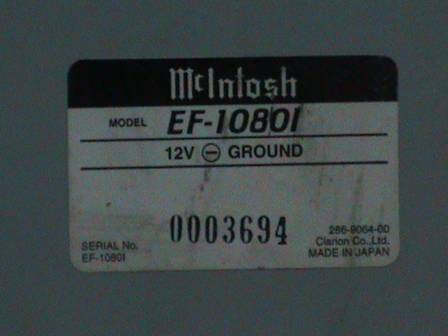 McIntosh
MODEL EF-1080I
12V ⊖ GROUND
0003694
SERIAL No.
EF-1080I
286-9064-00
Clarion Co.,Ltd.
MADE IN JAPAN